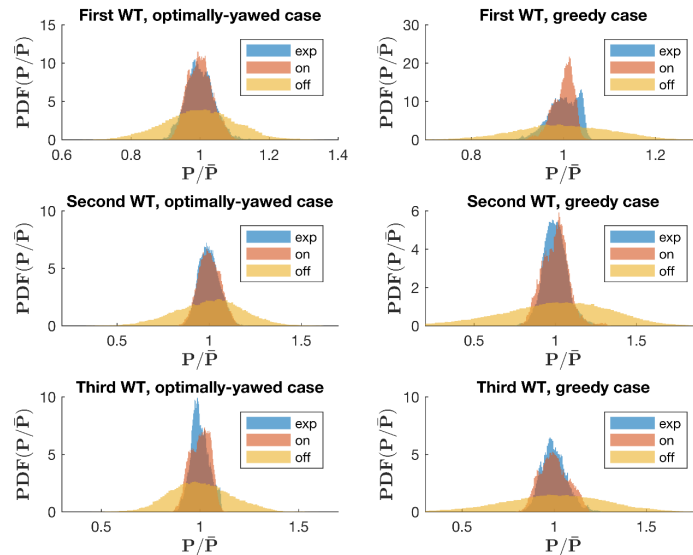 First WT, optimally-yawed case
PDF(P/P̄)
15
10
5
0
exp
on
off
0.6 0.8 1 1.2 1.4
P/P̄
First WT, greedy case
PDF(P/P̄)
30
20
10
0
exp
on
off
0.8 1 1.2
P/P̄
Second WT, optimally-yawed case
PDF(P/P̄)
10
5
0
exp
on
off
0.5 1 1.5
P/P̄
Second WT, greedy case
PDF(P/P̄)
6
4
2
0
exp
on
off
0.5 1 1.5
P/P̄
Third WT, optimally-yawed case
PDF(P/P̄)
10
5
0
exp
on
off
0.5 1 1.5
P/P̄
Third WT, greedy case
PDF(P/P̄)
10
5
0
exp
on
off
0.5 1 1.5
P/P̄